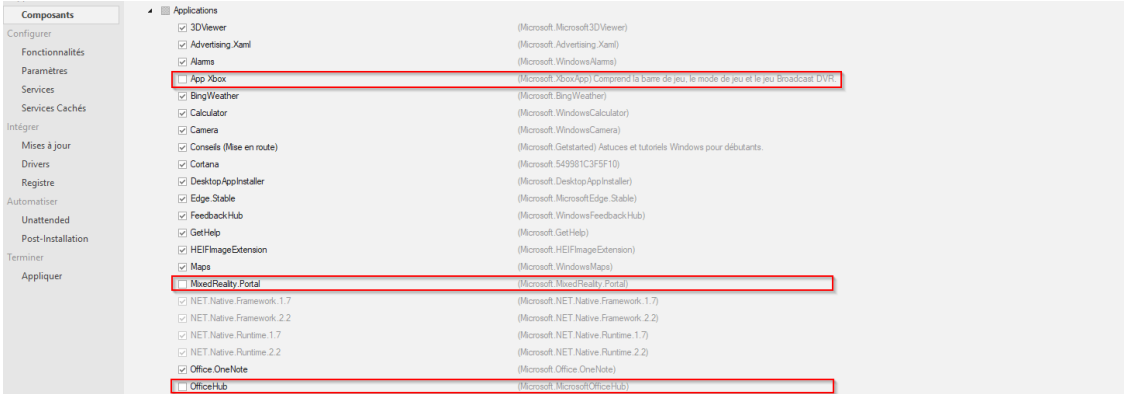 Composants
Configurer
Fonctionnalités
Paramètres
Services
Services Cachés
Intégrer
Mises à jour
Drivers
Registre
Automatiser
Unattended
Post-Installation
Terminer
Appliquer
Applications
3DViewer (Microsoft.Microsoft3DViewer)
Advertising.Xaml (Microsoft.Advertising.Xaml)
Alarms (Microsoft.WindowsAlarms)
App Xbox (Microsoft.XboxApp) Comprend la barre de jeu, le mode de jeu et le jeu Broadcast DVR.
BingWeather (Microsoft.BingWeather)
Calculator (Microsoft.WindowsCalculator)
Camera (Microsoft.WindowsCamera)
Conseils (Mise en route) (Microsoft.Getstarted) Astuces et tutoriels Windows pour débutants.
Cortana (Microsoft.549981C3F5F10)
DesktopAppInstaller (Microsoft.DesktopAppInstaller)
Edge.Stable (Microsoft.MicrosoftEdge.Stable)
FeedbackHub (Microsoft.WindowsFeedbackHub)
GetHelp (Microsoft.GetHelp)
HEIFImageExtension (Microsoft.HEIFImageExtension)
Maps (Microsoft.WindowsMaps)
MixedReality.Portal (Microsoft.MixedReality.Portal)
NET.Native.Framework.1.7 (Microsoft.NET.Native.Framework.1.7)
NET.Native.Framework.2.2 (Microsoft.NET.Native.Framework.2.2)
NET.Native.Runtime.1.7 (Microsoft.NET.Native.Runtime.1.7)
NET.Native.Runtime.2.2 (Microsoft.NET.Native.Runtime.2.2)
Office.OneNote (Microsoft.Office.OneNote)
OfficeHub (Microsoft.MicrosoftOfficeHub)